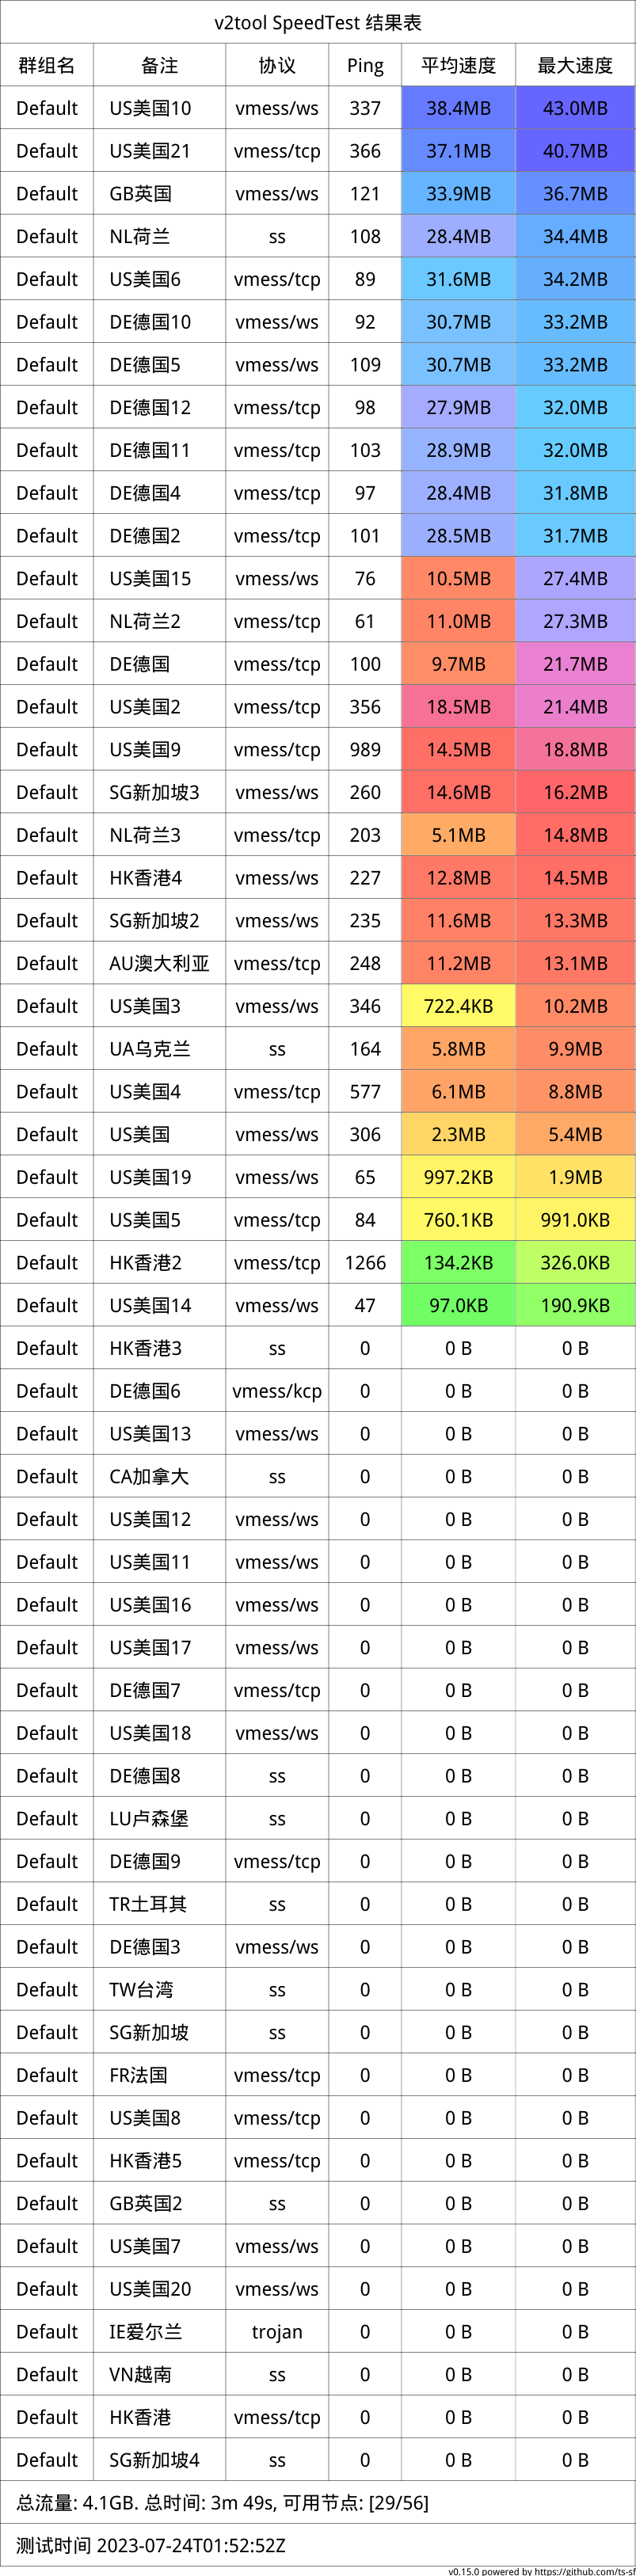 v2tool SpeedTest 结果表
群组名 备注 协议 Ping 平均速度 最大速度
Default US美国10 vmess/ws 337 38.4MB 43.0MB
Default US美国21 vmess/tcp 366 37.1MB 40.7MB
Default GB英国 vmess/ws 121 33.9MB 36.7MB
Default NL荷兰 ss 108 28.4MB 34.4MB
Default US美国6 vmess/tcp 89 31.6MB 34.2MB
Default DE德国10 vmess/ws 92 30.7MB 33.2MB
Default DE德国5 vmess/ws 109 30.7MB 33.2MB
Default DE德国12 vmess/tcp 98 27.9MB 32.0MB
Default DE德国11 vmess/tcp 103 28.9MB 32.0MB
Default DE德国4 vmess/tcp 97 28.4MB 31.8MB
Default DE德国2 vmess/tcp 101 28.5MB 31.7MB
Default US美国15 vmess/ws 76 10.5MB 27.4MB
Default NL荷兰2 vmess/tcp 61 11.0MB 27.3MB
Default DE德国 vmess/tcp 100 9.7MB 21.7MB
Default US美国2 vmess/tcp 356 18.5MB 21.4MB
Default US美国9 vmess/tcp 989 14.5MB 18.8MB
Default SG新加坡3 vmess/ws 260 14.6MB 16.2MB
Default NL荷兰3 vmess/tcp 203 5.1MB 14.8MB
Default HK香港4 vmess/ws 227 12.8MB 14.5MB
Default SG新加坡2 vmess/ws 235 11.6MB 13.3MB
Default AU澳大利亚 vmess/tcp 248 11.2MB 13.1MB
Default US美国3 vmess/ws 346 722.4KB 10.2MB
Default UA乌克兰 ss 164 5.8MB 9.9MB
Default US美国4 vmess/tcp 577 6.1MB 8.8MB
Default US美国 vmess/ws 306 2.3MB 5.4MB
Default US美国19 vmess/ws 65 997.2KB 1.9MB
Default US美国5 vmess/tcp 84 760.1KB 991.0KB
Default HK香港2 vmess/tcp 1266 134.2KB 326.0KB
Default US美国14 vmess/ws 47 97.0KB 190.9KB
Default HK香港3 ss 0 0 B 0 B
Default DE德国6 vmess/kcp 0 0 B 0 B
Default US美国13 vmess/ws 0 0 B 0 B
Default CA加拿大 ss 0 0 B 0 B
Default US美国12 vmess/ws 0 0 B 0 B
Default US美国11 vmess/ws 0 0 B 0 B
Default US美国16 vmess/ws 0 0 B 0 B
Default US美国17 vmess/ws 0 0 B 0 B
Default DE德国7 vmess/tcp 0 0 B 0 B
Default US美国18 vmess/ws 0 0 B 0 B
Default DE德国8 ss 0 0 B 0 B
Default LU卢森堡 ss 0 0 B 0 B
Default DE德国9 vmess/tcp 0 0 B 0 B
Default TR土耳其 ss 0 0 B 0 B
Default DE德国3 vmess/ws 0 0 B 0 B
Default TW台湾 ss 0 0 B 0 B
Default SG新加坡 ss 0 0 B 0 B
Default FR法国 vmess/tcp 0 0 B 0 B
Default US美国8 vmess/tcp 0 0 B 0 B
Default HK香港5 vmess/tcp 0 0 B 0 B
Default GB英国2 ss 0 0 B 0 B
Default US美国7 vmess/ws 0 0 B 0 B
Default US美国20 vmess/ws 0 0 B 0 B
Default IE爱尔兰 trojan 0 0 B 0 B
Default VN越南 ss 0 0 B 0 B
Default HK香港 vmess/tcp 0 0 B 0 B
Default SG新加坡4 ss 0 0 B 0 B
总流量: 4.1GB. 总时间: 3m 49s, 可用节点: [29/56]
测试时间 2023-07-24T01:52:52Z
v0.15.0 powered by https://github.com/ts-sf